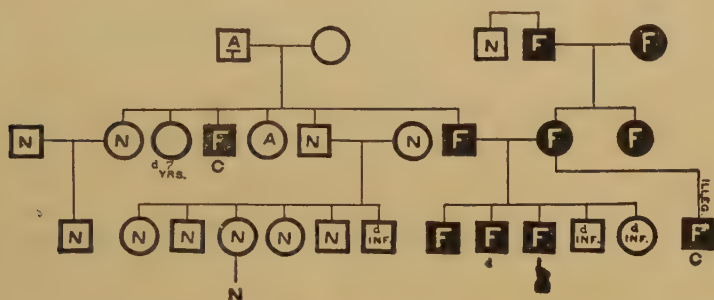 N F F
A
T
N N F A N N F F F
d. 7
YRS.
C
ILLEG.
N N N N N N d INF. F F F d INF. d INF. F
d C
N